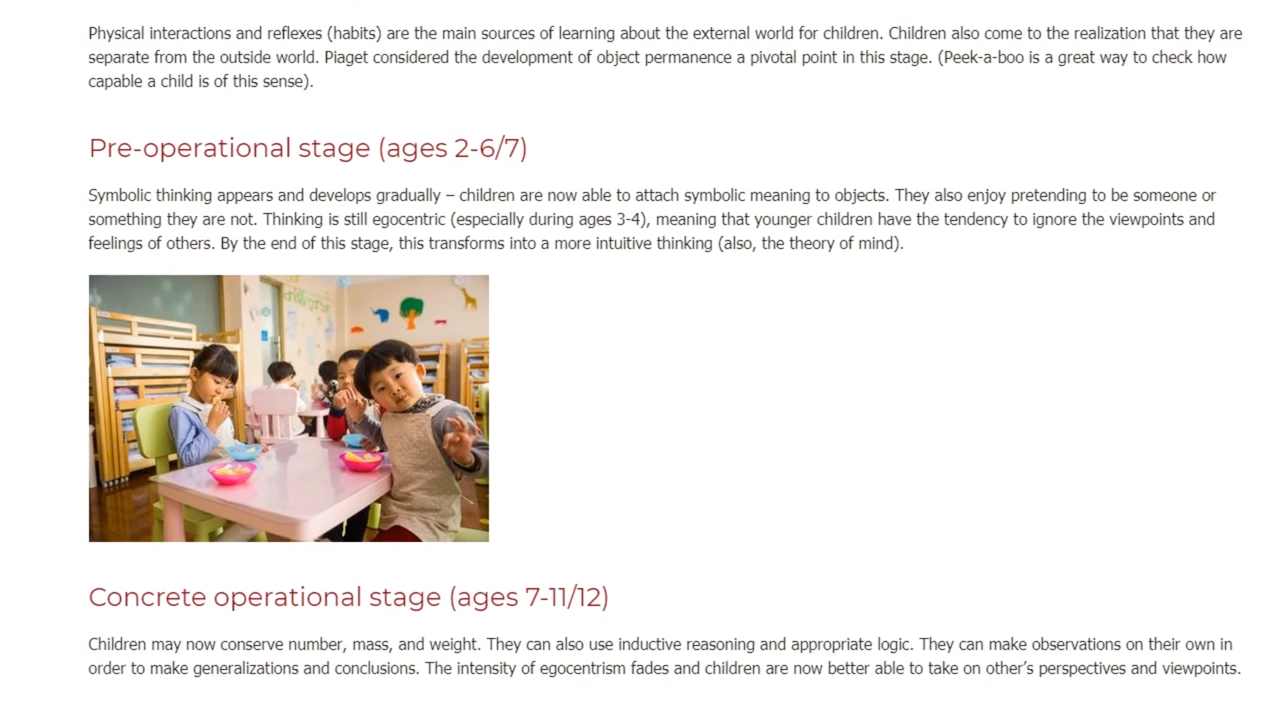 Physical interactions and reflexes (habits) are the main sources of learning about the external world for children. Children also come to the realization that they are
separate from the outside world. Piaget considered the development of object permanence a pivotal point in this stage. (Peek-a-boo is a great way to check how
capable a child is of this sense).
Pre-operational stage (ages 2-6/7)
Symbolic thinking appears and develops gradually – children are now able to attach symbolic meaning to objects. They also enjoy pretending to be someone or
something they are not. Thinking is still egocentric (especially during ages 3-4), meaning that younger children have the tendency to ignore the viewpoints and
feelings of others. By the end of this stage, this transforms into a more intuitive thinking (also, the theory of mind).
Concrete operational stage (ages 7-11/12)
Children may now conserve number, mass, and weight. They can also use inductive reasoning and appropriate logic. They can make observations on their own in
order to make generalizations and conclusions. The intensity of egocentrism fades and children are now better able to take on other’s perspectives and viewpoints.